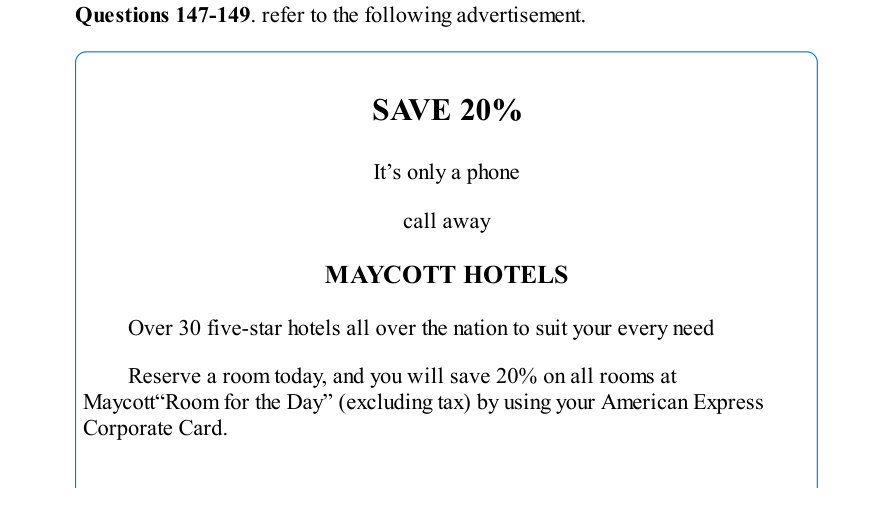 Questions 147-149. refer to the following advertisement.
SAVE 20%
It’s only a phone
call away
MAYCOTT HOTELS
Over 30 five-star hotels all over the nation to suit your every need
Reserve a room today, and you will save 20% on all rooms at
Maycott“Room for the Day” (excluding tax) by using your American Express
Corporate Card.